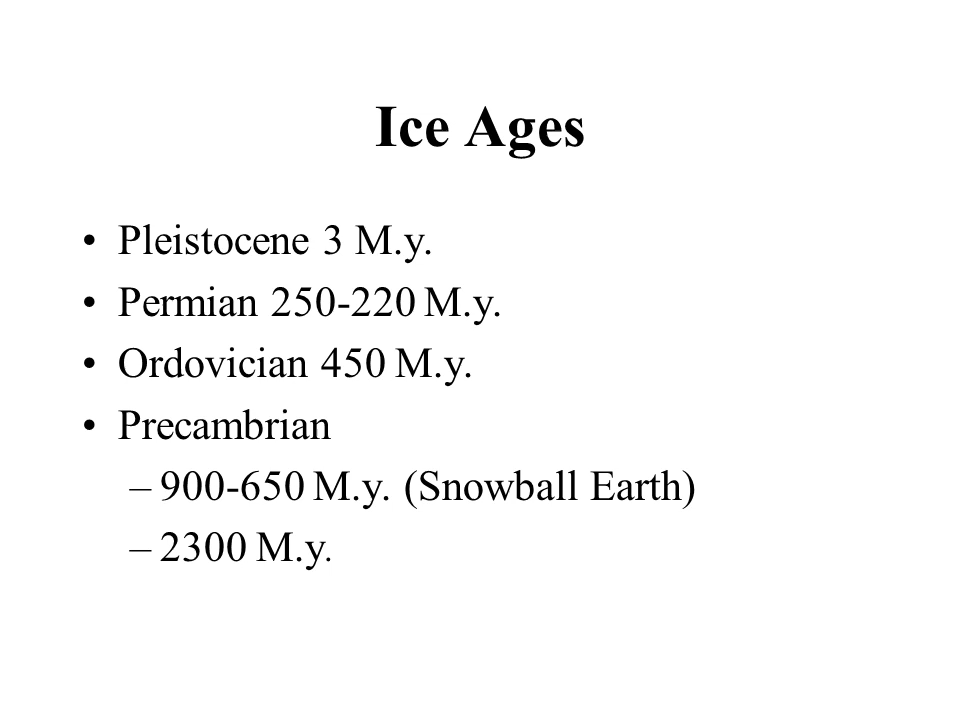 Ice Ages
• Pleistocene 3 M.y.
• Permian 250-220 M.y.
• Ordovician 450 M.y.
• Precambrian
– 900-650 M.y. (Snowball Earth)
– 2300 M.y.